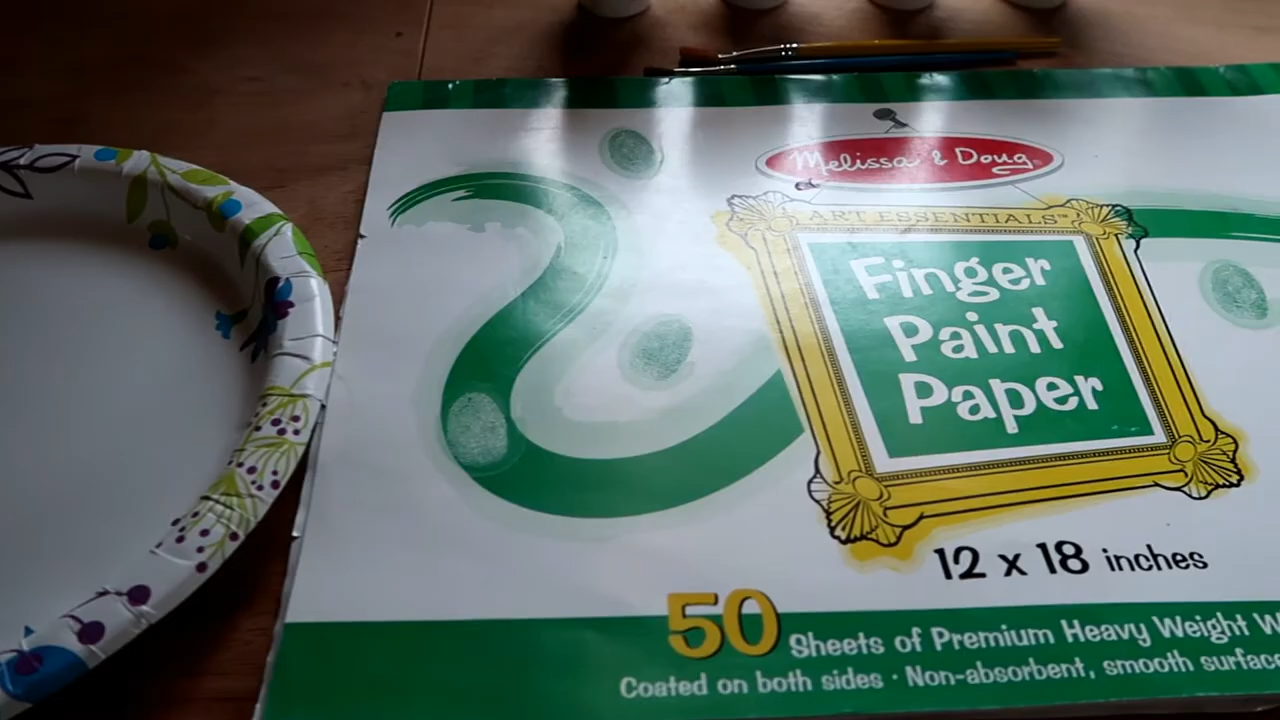 Melissa & Doug
ART ESSENTIALS™
Finger
Paint
Paper
12 x 18 inches
50 Sheets of Premium Heavy Weight
Coated on both sides · Non-absorbent, smooth surface